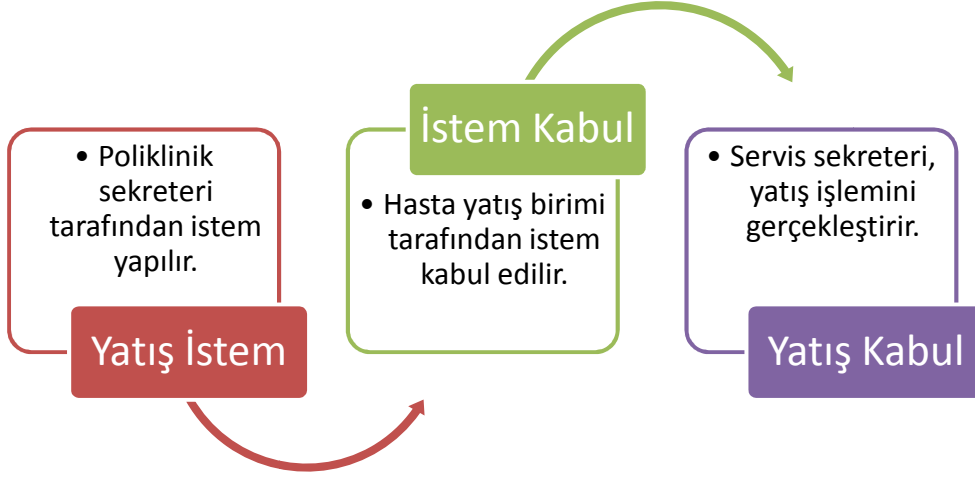 • Poliklinik
sekreteri
tarafından istem
yapılır.
Yatış İstem
İstem Kabul
• Hasta yatış birimi
tarafından istem
kabul edilir.
• Servis sekreteri,
yatış işlemini
gerçekleştirir.
Yatış Kabul